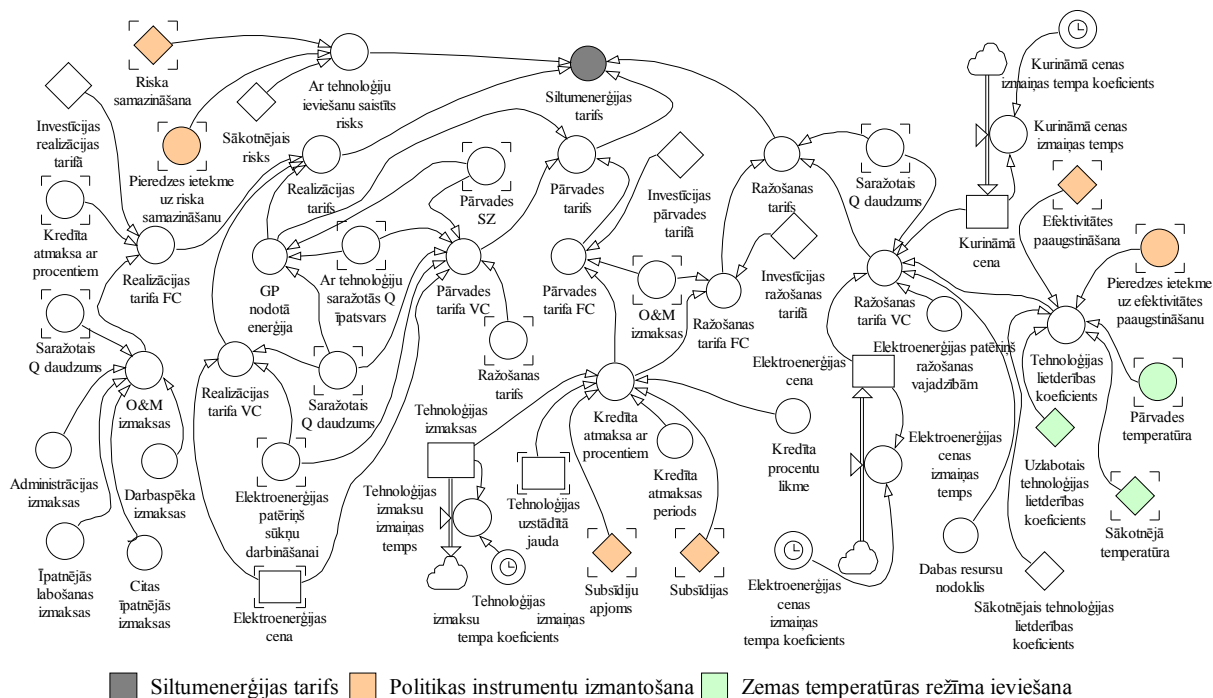 Riska
samazināšana
Ar tehnoloģiju
ieviešanu saistīts
risks
Siltumenerģijas
tarifs
Kurināmā cenas
izmaiņas tempa koeficients
Investīcijas
realizācijas
tarifā
Sākotnējais
risks
Kurināmā cenas
izmaiņas temps
Pieredzes ietekme
uz riska
samazināšanu
Realizācijas
tarifs
Pārvades
SZ
Pārvades
tarifs
Investīcijas
pārvades
tarifā
Ražošanas
tarifs
Saražotais
Q daudzums
Efektivitātes
paaugstināšana
Kredīta
atmaksa ar
procentiem
Kurināmā
cena
Realizācijas
tarifa FC
GP
nodotā
enerģija
Ar tehnoloģiju
saražotās Q
īpatsvars
Pārvades
tarifa VC
Pārvades
tarifa FC
O&M
izmaksas
Ražošanas
tarifa FC
Investīcijas
ražošanas
tarifā
Ražošanas
tarifa VC
Pieredzes ietekme
uz efektivitātes
paaugstināšanu
Saražotais
Q daudzums
Elektroenerģijas
cena
Elektroenerģijas patēriņš
ražošanas
vajadzībām
Tehnoloģijas
lietderības
koeficients
O&M
izmaksas
Realizācijas
tarifa VC
Saražotais
Q daudzums
Ražošanas
tarifs
Pārvades
temperatūra
Tehnoloģijas
izmaksas
Kredīta
atmaksa ar
procentiem
Kredīta
procentu
likme
Elektroenerģijas
cenas
izmaiņas
temps
Uzlabotais
tehnoloģijas
lietderības
koeficients
Administrācijas
izmaksas
Darbaspēka
izmaksas
Elektroenerģijas
patēriņš
sūkņu
darbināšanai
Tehnoloģijas
izmaksu
izmaiņas
temps
Tehnoloģijas
uzstādītā
jauda
Kredīta
atmaksas
periods
Sākotnējā
temperatūra
Īpatnējās
labošanas
izmaksas
Citas
īpatnējās
izmaksas
Elektroenerģijas
cena
Tehnoloģijas
izmaksu izmaiņas
tempa koeficients
Subsīdiju
apjoms
Subsīdijas
Elektroenerģijas
cenas
izmaiņas
tempa koeficients
Dabas resursu
nodoklis
Sākotnējais tehnoloģijas
lietderības
koeficients
Siltumenerģijas tarifs
Politikas instrumentu izmantošana
Zemas temperatūras režīma ieviešana